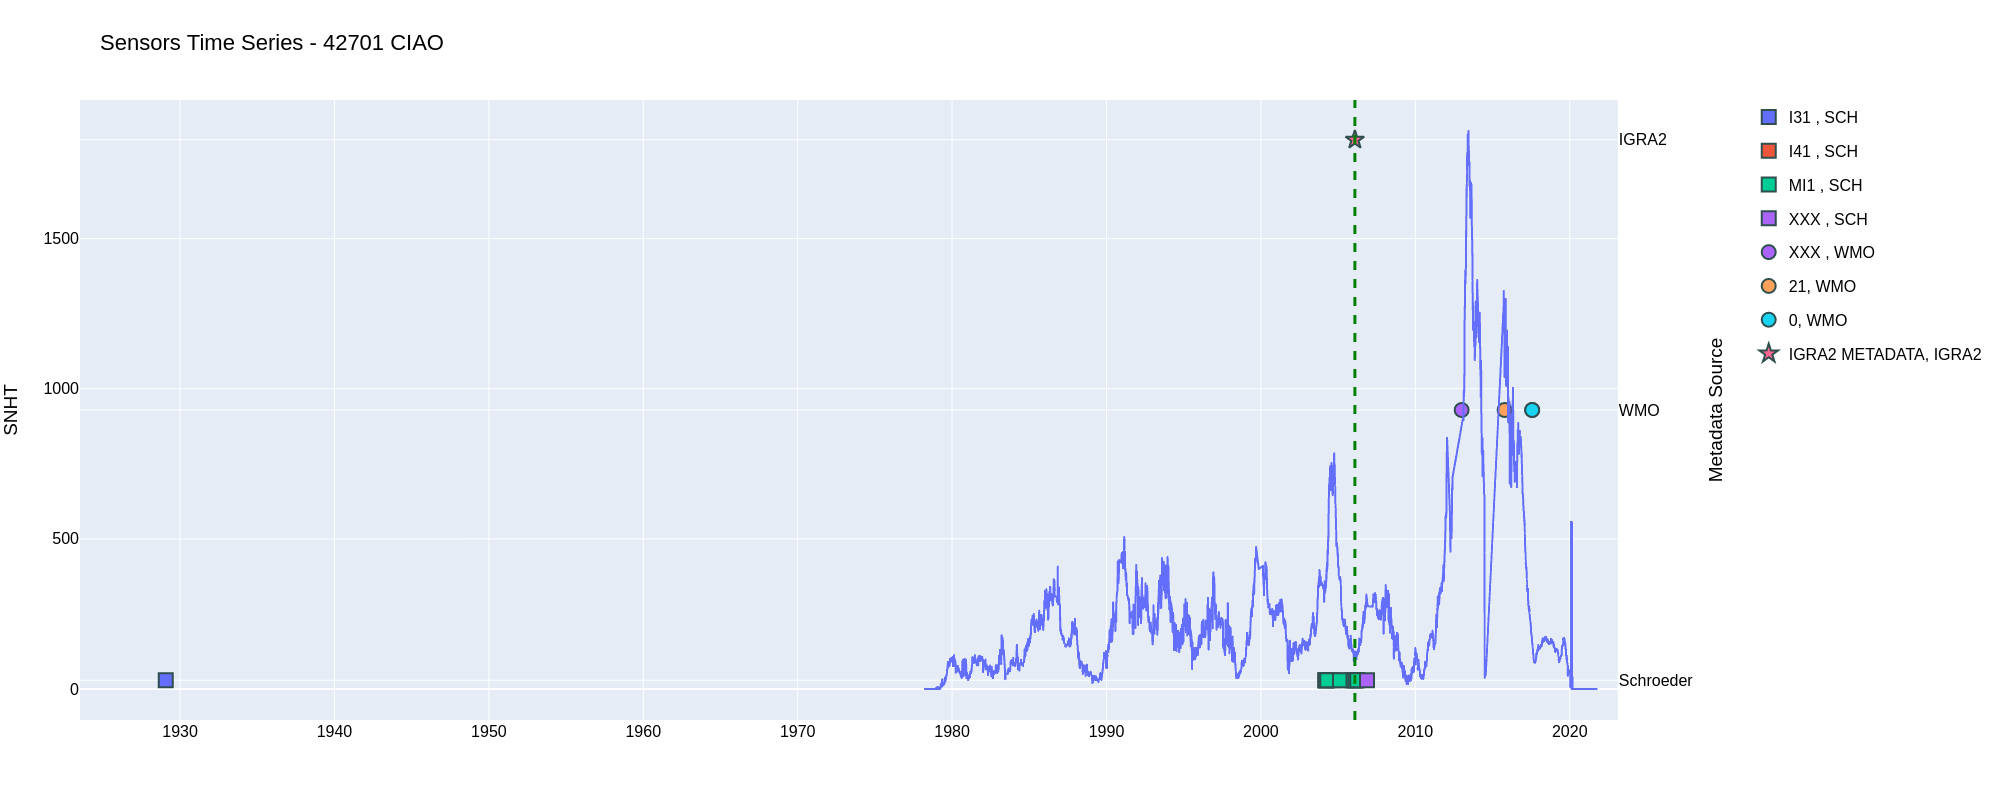 Sensors Time Series - 42701 CIAO
I31 , SCH
I41 , SCH
MI1 , SCH
XXX , SCH
XXX , WMO
21, WMO
0, WMO
IGRA2 METADATA, IGRA2
SNHT
1500
1000
500
0
IGRA2
WMO
Schroeder
Metadata Source
1930
1940
1950
1960
1970
1980
1990
2000
2010
2020